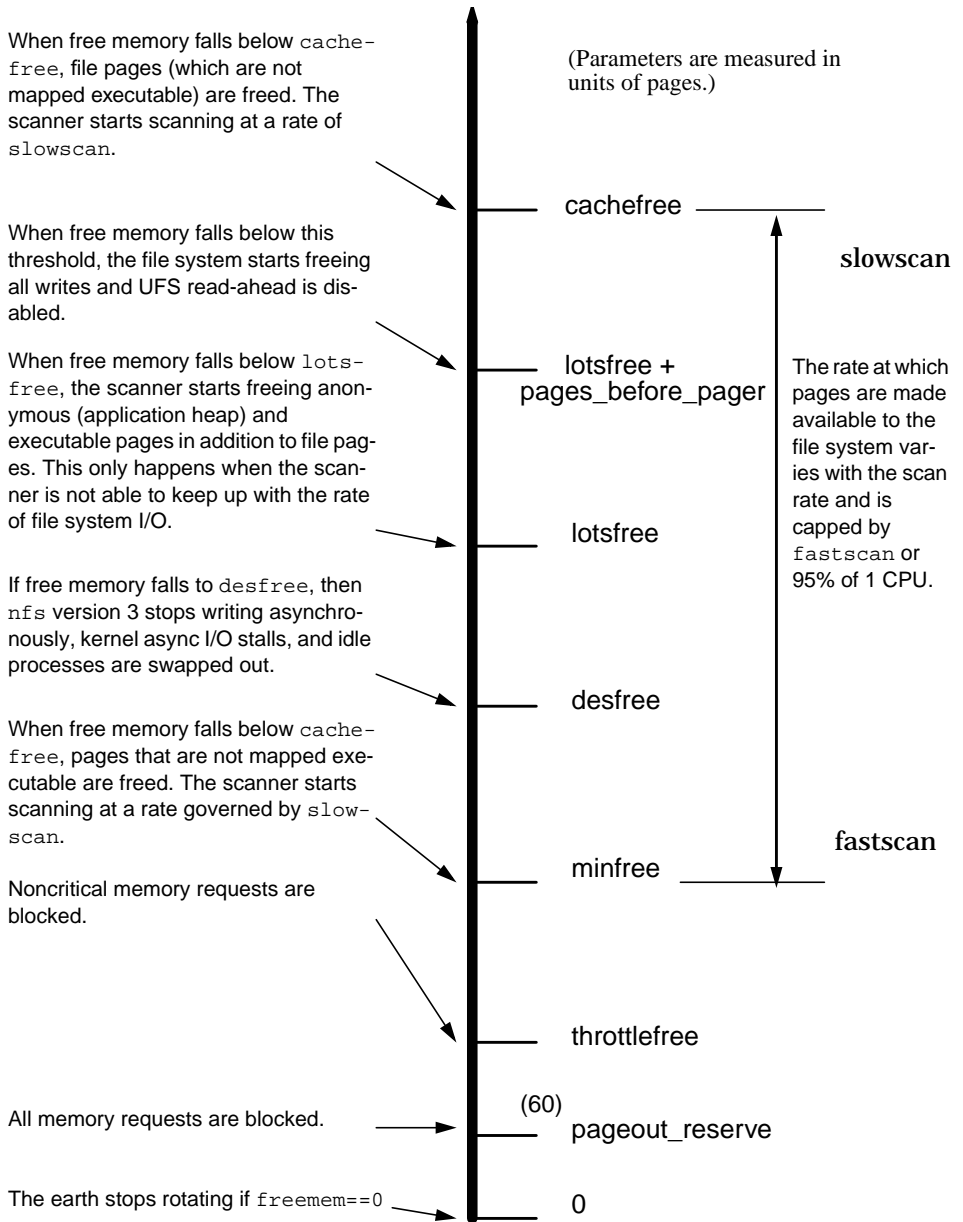 When free memory falls below cache-
free, file pages (which are not
mapped executable) are freed. The
scanner starts scanning at a rate of
slowscan.
(Parameters are measured in
units of pages.)
cachefree
slowscan
When free memory falls below this
threshold, the file system starts freeing
all writes and UFS read-ahead is dis-
abled.
lotsfree +
pages_before_pager
The rate at which
pages are made
available to the
file system var-
ies with the scan
rate and is
capped by
fastscan or
95% of 1 CPU.
When free memory falls below lots-
free, the scanner starts freeing anon-
ymous (application heap) and
executable pages in addition to file pag-
es. This only happens when the scan-
ner is not able to keep up with the rate
of file system I/O.
lotsfree
If free memory falls to desfree, then
nfs version 3 stops writing asynchro-
nously, kernel async I/O stalls, and idle
processes are swapped out.
desfree
When free memory falls below cache-
free, pages that are not mapped exe-
cutable are freed. The scanner starts
scanning at a rate governed by slow-
scan.
fastscan
minfree
Noncritical memory requests are
blocked.
throttlefree
All memory requests are blocked.
(60)
pageout_reserve
The earth stops rotating if freemem==0
0